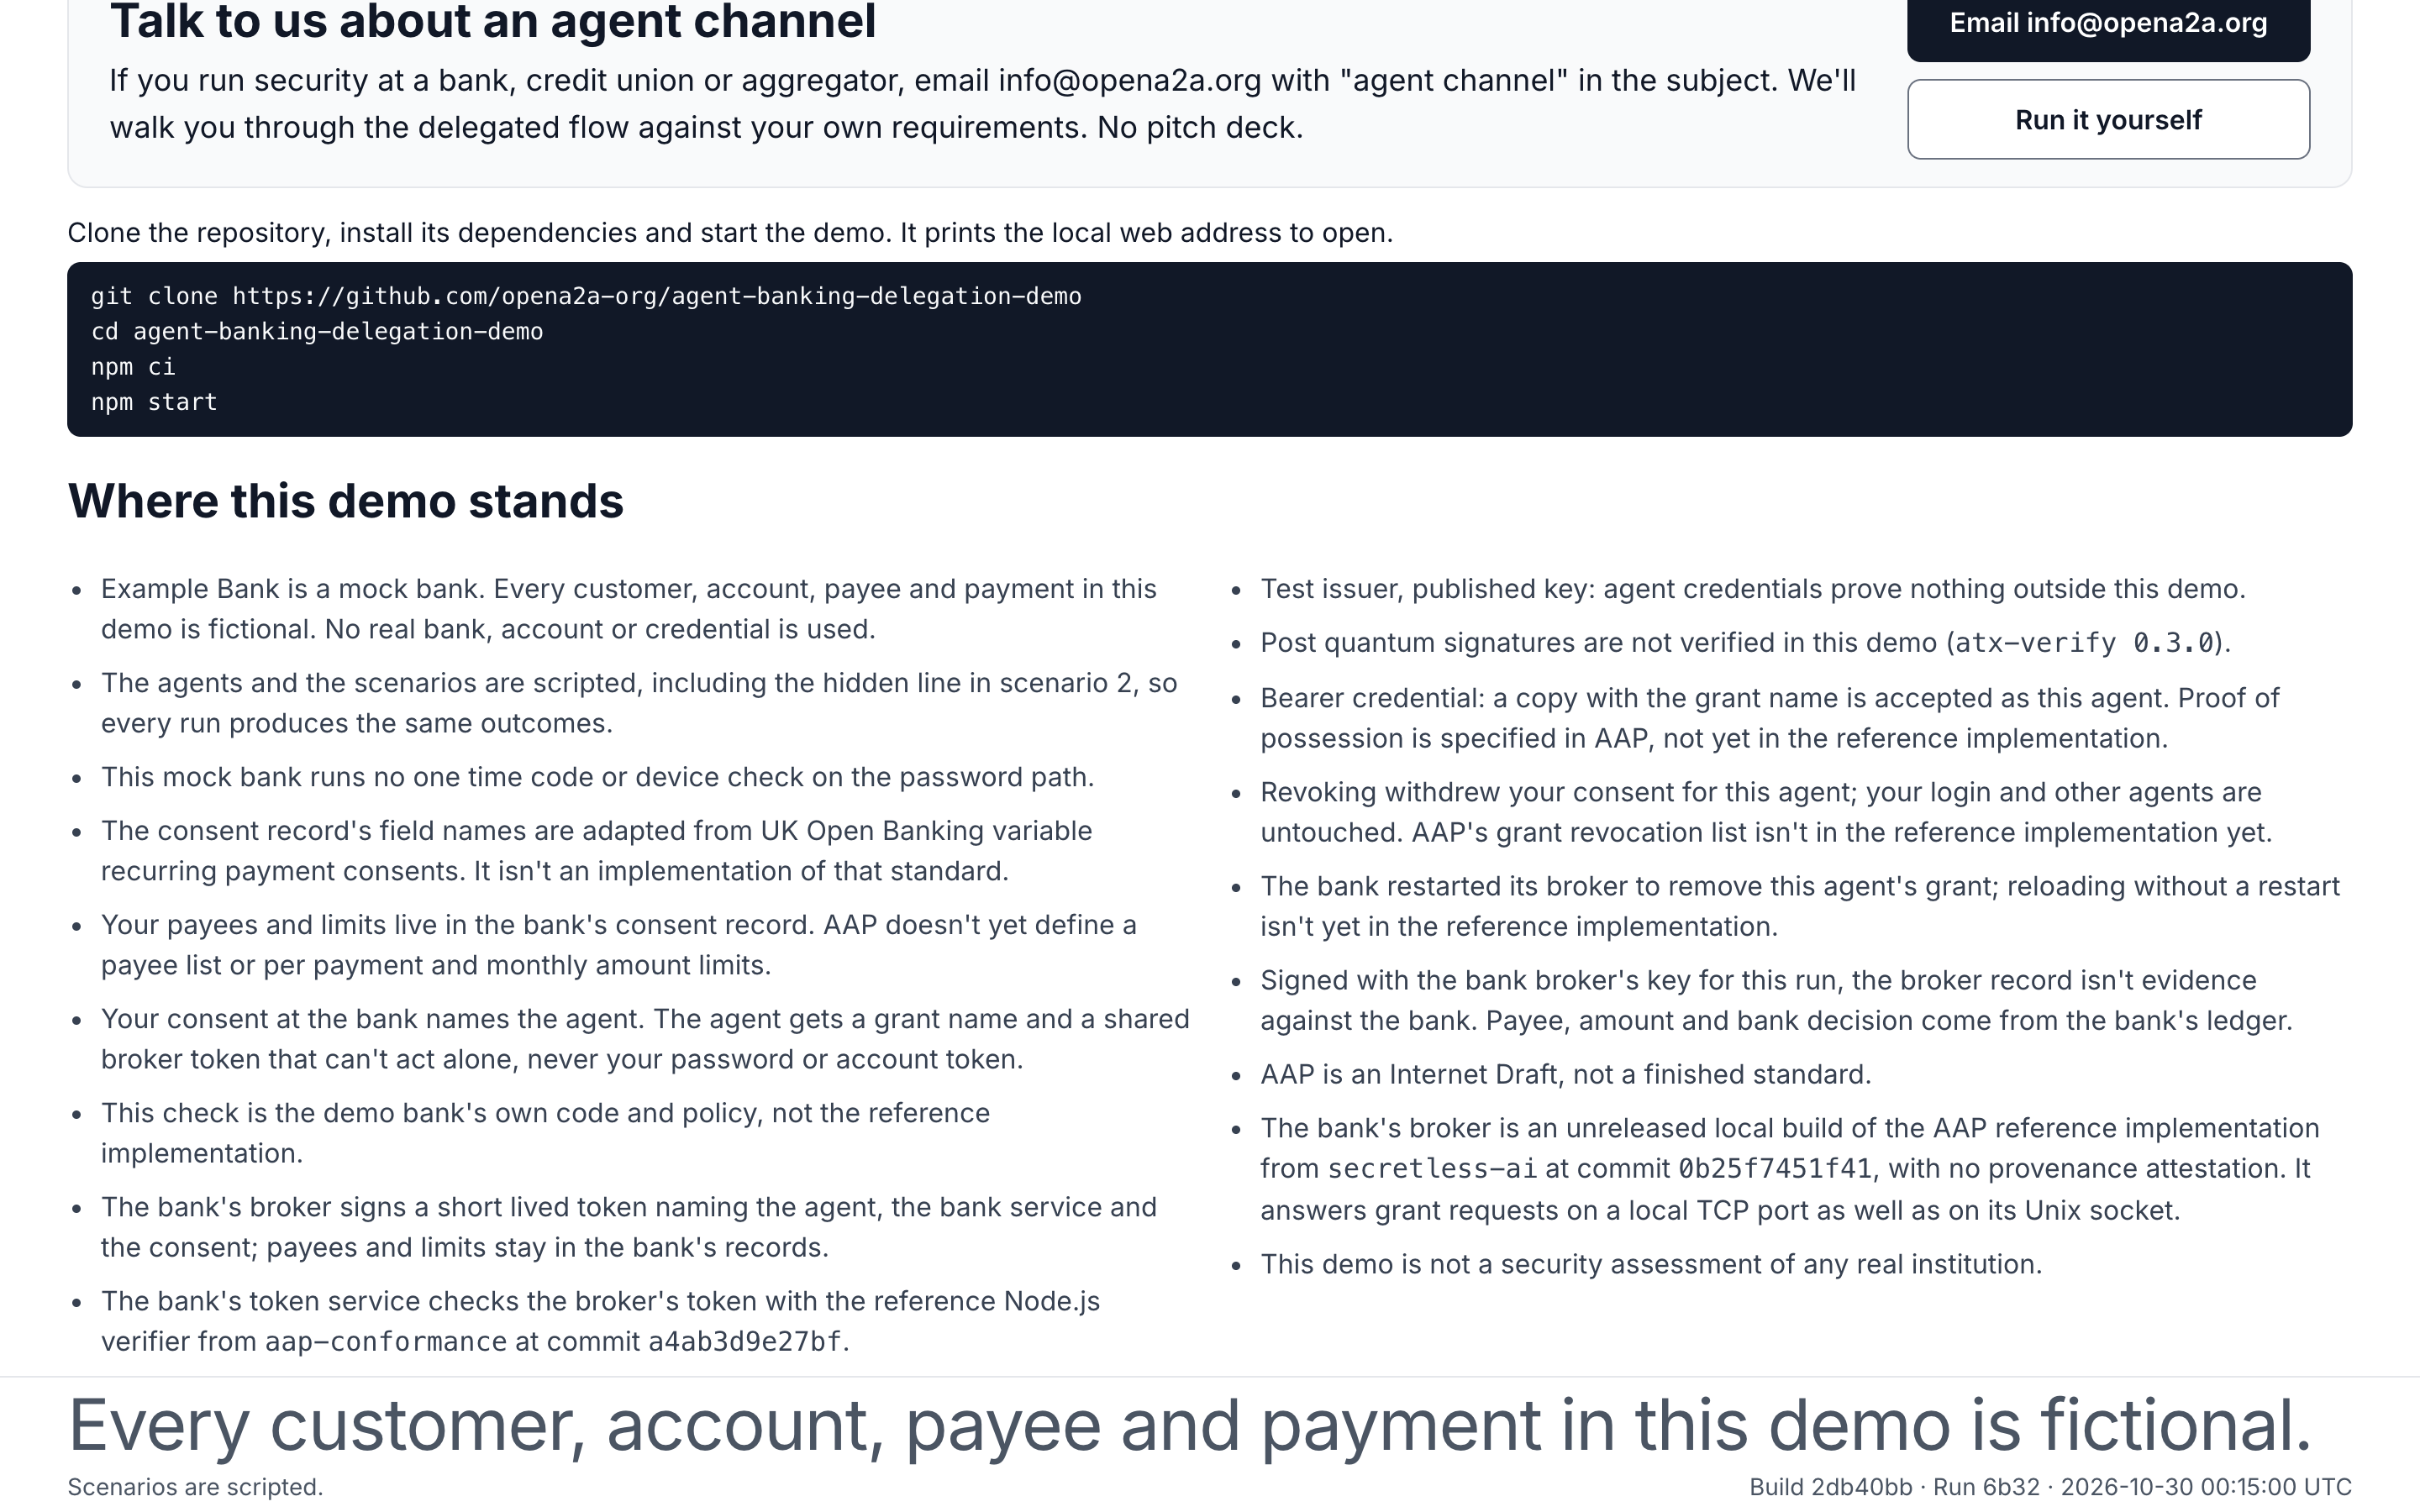 Talk to us about an agent channel
If you run security at a bank, credit union or aggregator, email info@opena2a.org with "agent channel" in the subject. We'll
walk you through the delegated flow against your own requirements. No pitch deck.
Email info@opena2a.org
Run it yourself
Clone the repository, install its dependencies and start the demo. It prints the local web address to open.
git clone https://github.com/opena2a-org/agent-banking-delegation-demo
cd agent-banking-delegation-demo
npm ci
npm start
Where this demo stands
• Example Bank is a mock bank. Every customer, account, payee and payment in this
demo is fictional. No real bank, account or credential is used.
• The agents and the scenarios are scripted, including the hidden line in scenario 2, so
every run produces the same outcomes.
• This mock bank runs no one time code or device check on the password path.
• The consent record's field names are adapted from UK Open Banking variable
recurring payment consents. It isn't an implementation of that standard.
• Your payees and limits live in the bank's consent record. AAP doesn't yet define a
payee list or per payment and monthly amount limits.
• Your consent at the bank names the agent. The agent gets a grant name and a shared
broker token that can't act alone, never your password or account token.
• This check is the demo bank's own code and policy, not the reference
implementation.
• The bank's broker signs a short lived token naming the agent, the bank service and
the consent; payees and limits stay in the bank's records.
• The bank's token service checks the broker's token with the reference Node.js
verifier from aap-conformance at commit a4ab3d9e27bf.
• Test issuer, published key: agent credentials prove nothing outside this demo.
• Post quantum signatures are not verified in this demo (atx-verify 0.3.0).
• Bearer credential: a copy with the grant name is accepted as this agent. Proof of
possession is specified in AAP, not yet in the reference implementation.
• Revoking withdrew your consent for this agent; your login and other agents are
untouched. AAP's grant revocation list isn't in the reference implementation yet.
• The bank restarted its broker to remove this agent's grant; reloading without a restart
isn't yet in the reference implementation.
• Signed with the bank broker's key for this run, the broker record isn't evidence
against the bank. Payee, amount and bank decision come from the bank's ledger.
• AAP is an Internet Draft, not a finished standard.
• The bank's broker is an unreleased local build of the AAP reference implementation
from secretless-ai at commit 0b25f7451f41, with no provenance attestation. It
answers grant requests on a local TCP port as well as on its Unix socket.
• This demo is not a security assessment of any real institution.
Every customer, account, payee and payment in this demo is fictional.
Scenarios are scripted.
Build 2db40bb · Run 6b32 · 2026-10-30 00:15:00 UTC